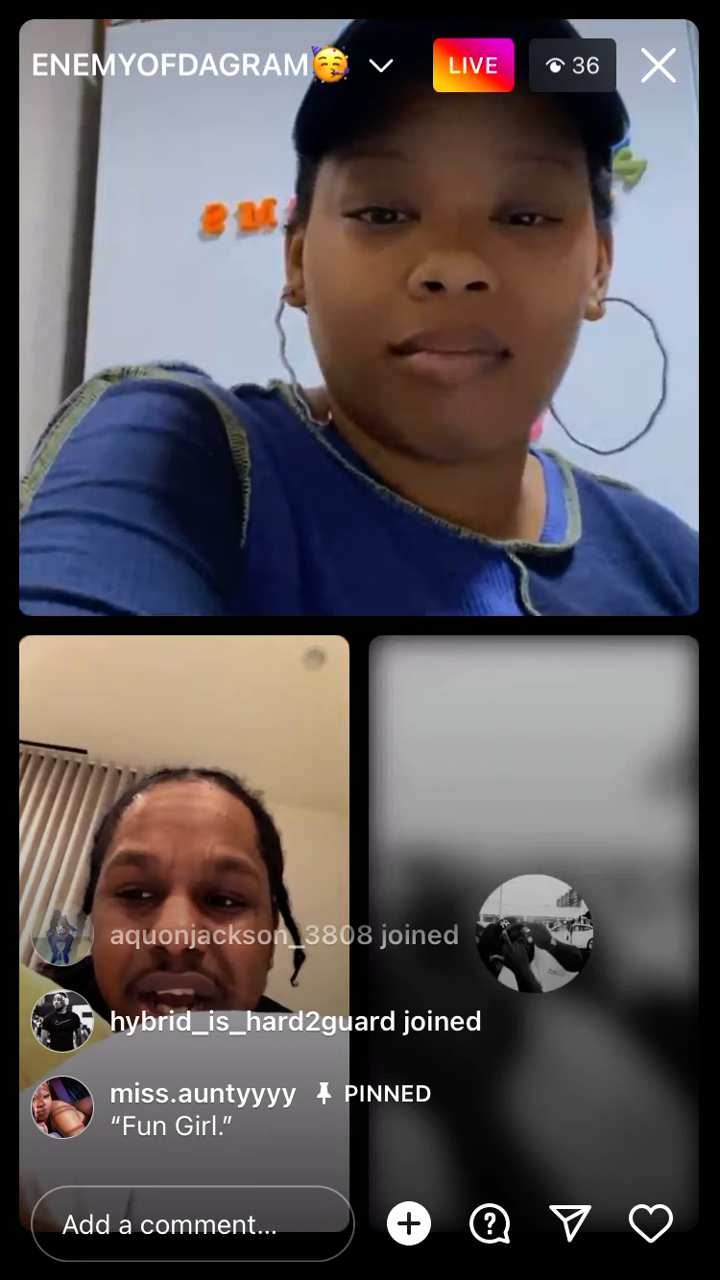 ENEMYOFDAGRAM🥳
LIVE
36
S M
aquonjackson_3808 joined
hybrid_is_hard2guard joined
miss.auntyyyy PINNED
“Fun Girl.”
Add a comment...